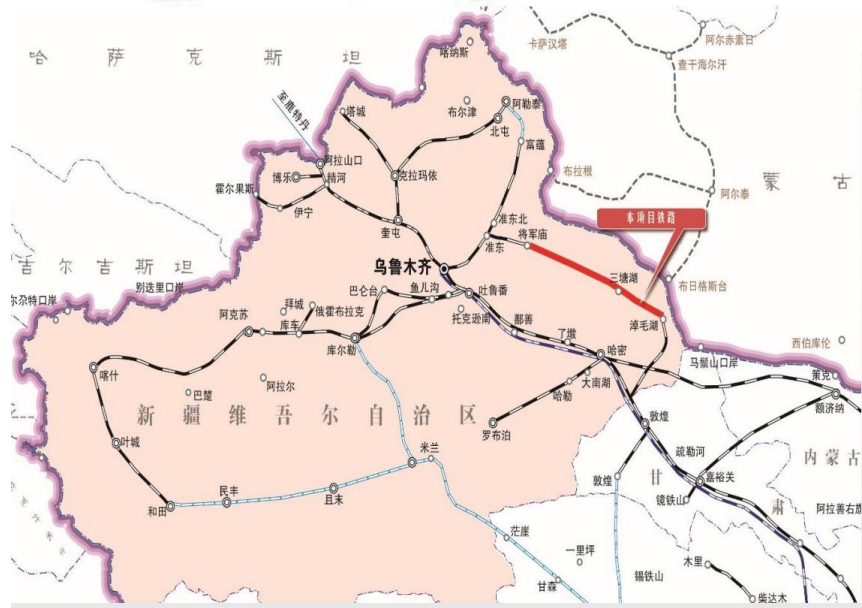 喀纳斯
卡萨汉塔
阿尔赤素日
查干海尔汗
哈萨克斯坦
至鹿特丹
塔城
布尔津
阿勒泰
北屯
富蕴
阿拉山口
博乐
精河
克拉玛依
布拉根
霍尔果斯
伊宁
阿尔泰
蒙古
奎屯
准东北
准东
将军庙
本项目铁路
吉尔吉斯坦
别迭里口岸
乌鲁木齐
三塘湖
布日格斯台
尔尕特口岸
巴仑台
鱼儿沟
吐鲁番
拜城
俄霍布拉克
阿克苏
库车
托克逊南
鄯善
淖毛湖
库尔勒
了墩
哈密
西伯库伦
马鬃山口岸
策克
喀什
巴楚
阿拉尔
哈勒
大南湖
额济纳
新疆维吾尔自治区
罗布泊
敦煌
叶城
米兰
疏勒河
内蒙古
民丰
且末
敦煌
甘肃
嘉裕关
镜铁山
和田
阿拉善右旗
茫崖
一里坪
甘森
锡铁山
木里
柴达木